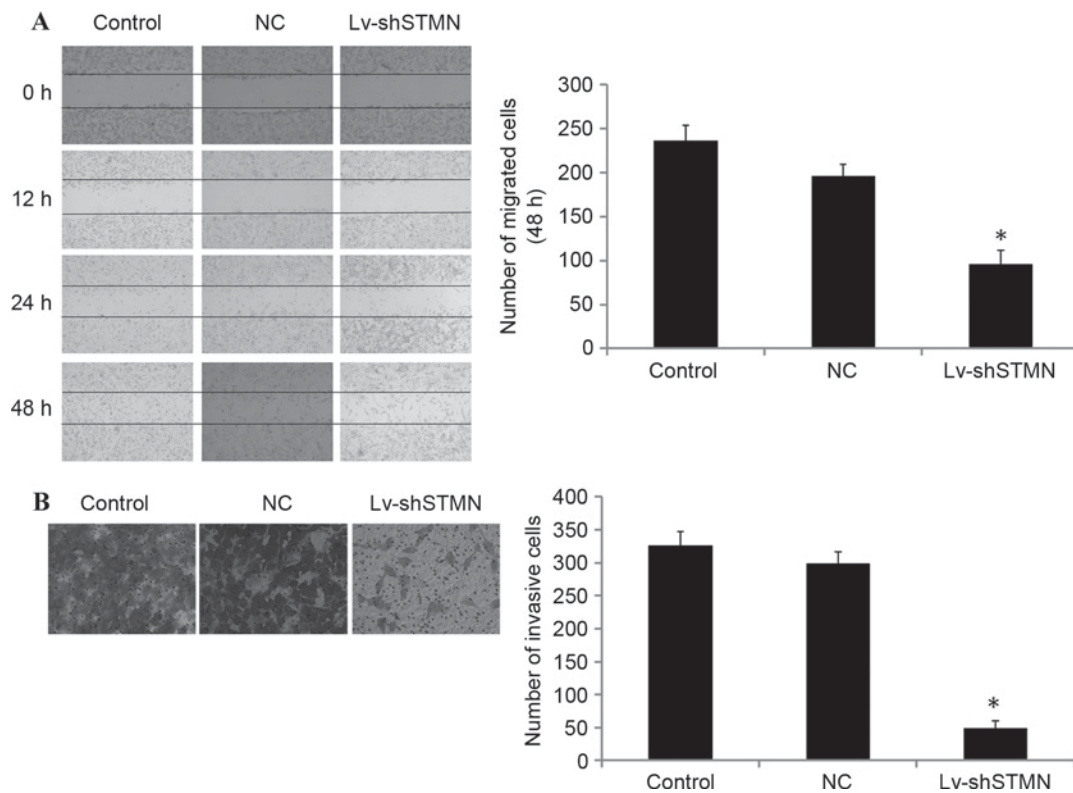 A
Control NC Lv-shSTMN
0 h
12 h
24 h
48 h
Number of migrated cells
(48 h)
300
250
200
150
100
50
0
*
Control NC Lv-shSTMN
B
Control NC Lv-shSTMN
Number of invasive cells
400
350
300
250
200
150
100
50
0
*
Control NC Lv-shSTMN